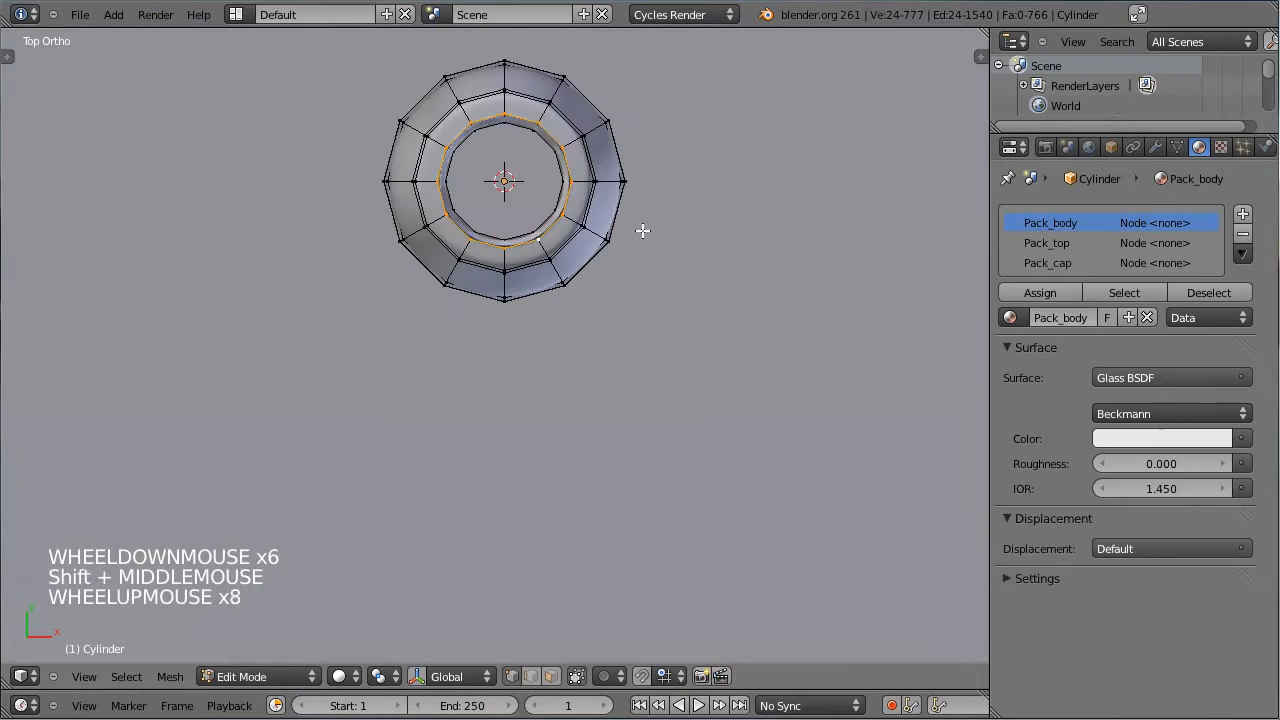 File Add Render Help Default Scene Cycles Render blender.org 261 | Ve:24-777 | Ed:24-1540 | Fa:0-766 | Cylinder
Top Ortho
View Search All Scenes
Scene
RenderLayers
World
Cylinder Pack_body
Pack_body Node <none>
Pack_top Node <none>
Pack_cap Node <none>
Assign Select Deselect
Pack_body F Data
Surface
Surface: Glass BSDF
Beckmann
Color:
Roughness: 0.000
IOR: 1.450
Displacement
Displacement: Default
Settings
WHEELDOWNMOUSE x6
Shift + MIDDLEMOUSE
WHEELUPMOUSE x8
y
x
(1) Cylinder
View Select Mesh Edit Mode Global
View Marker Frame Playback Start: 1 End: 250 1 No Sync